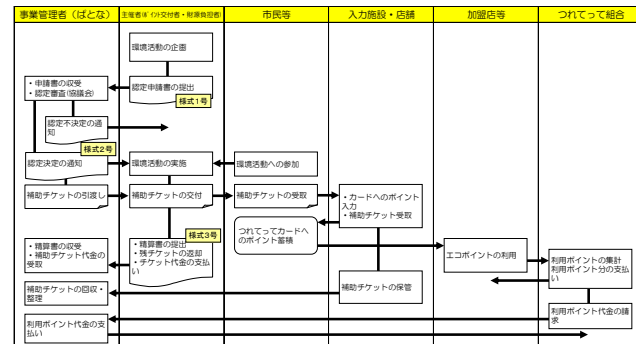 事業管理者（ぱとな）
主催者(ﾎﾟｲﾝﾄ交付者・財源負担者)
市民等
入力施設・店舗
加盟店等
つれてって組合
環境活動の企画
・申請書の収受
・認定審査(協議会)
認定申請書の提出
様式1号
認定不決定の通
知
様式2号
認定決定の通知
環境活動の実施
環境活動への参加
補助チケットの引渡し
補助チケットの交付
補助チケットの受取
・カードへのポイント
入力
・補助チケット受取
つれてってカードへ
のポイント蓄積
様式3号
・精算書の収受
・補助チケット代金の
受取
・精算書の提出
・残チケットの返却
・チケット代金の支払
い
エコポイントの利用
利用ポイントの集計
利用ポイント分の支払
い
補助チケットの回収・
整理
補助チケットの保管
利用ポイント代金の請
求
利用ポイント代金の支
払い